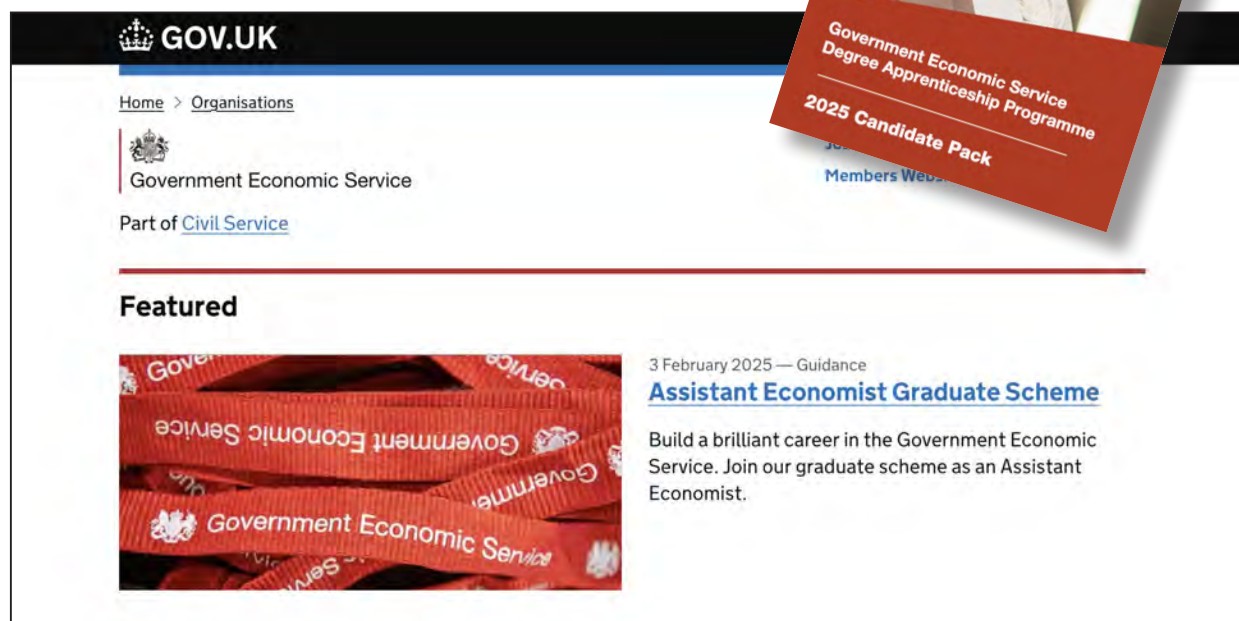 GOV.UK
Government Economic Service
Degree Apprenticeship Programme
2025 Candidate Pack
Home > Organisations
Government Economic Service
Members
Part of Civil Service
Featured
3 February 2025 — Guidance
Assistant Economist Graduate Scheme
Build a brilliant career in the Government Economic
Service. Join our graduate scheme as an Assistant
Economist.
Service
Government Economic Service
Government Economic Service